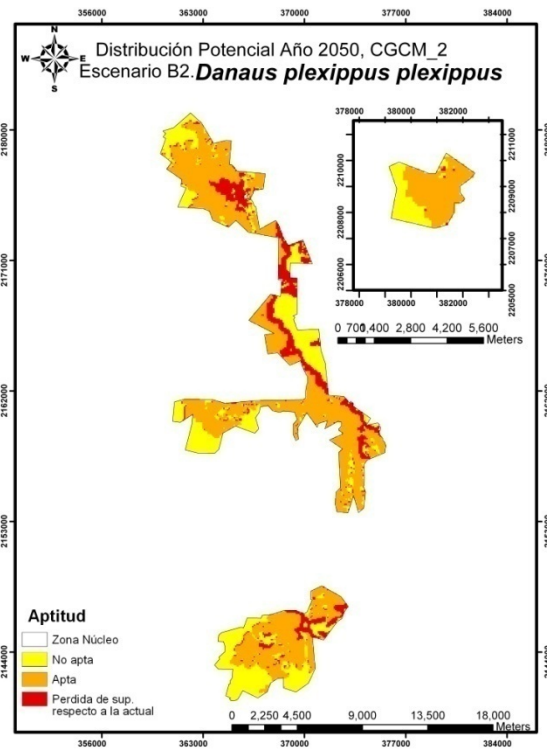 356000 363000 370000 377000 384000
N
W E
S
Distribución Potencial Año 2050, CGCM_2
Escenario B2. Danaus plexippus plexippus
378000 380000 382000
2180000
2211000
2210000
2209000
2208000
2207000
2206000
2205000
378000 380000 382000
0 700 1,400 2,800 4,200 5,600
Meters
2171000
2162000
2153000
2144000
Aptitud
Zona Núcleo
No apta
Apta
Perdida de sup.
respecto a la actual
0 2,250 4,500 9,000 13,500 18,000
Meters
356000 363000 370000 377000 384000